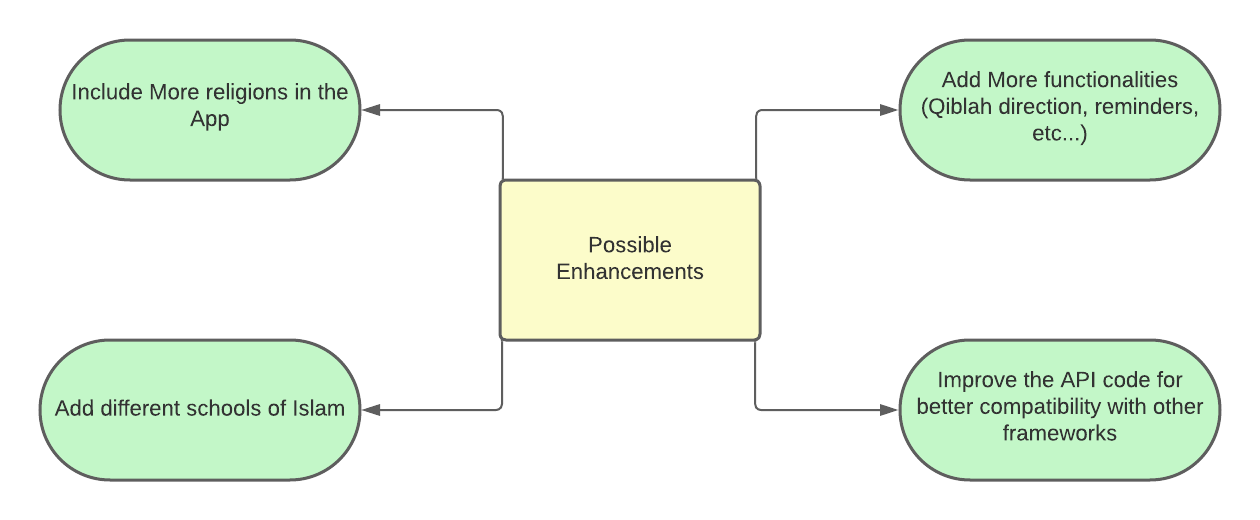 Include More religions in the
App
Add More functionalities
(Qiblah direction, reminders,
etc...)
Possible
Enhancements
Add different schools of Islam
Improve the API code for
better compatibility with other
frameworks